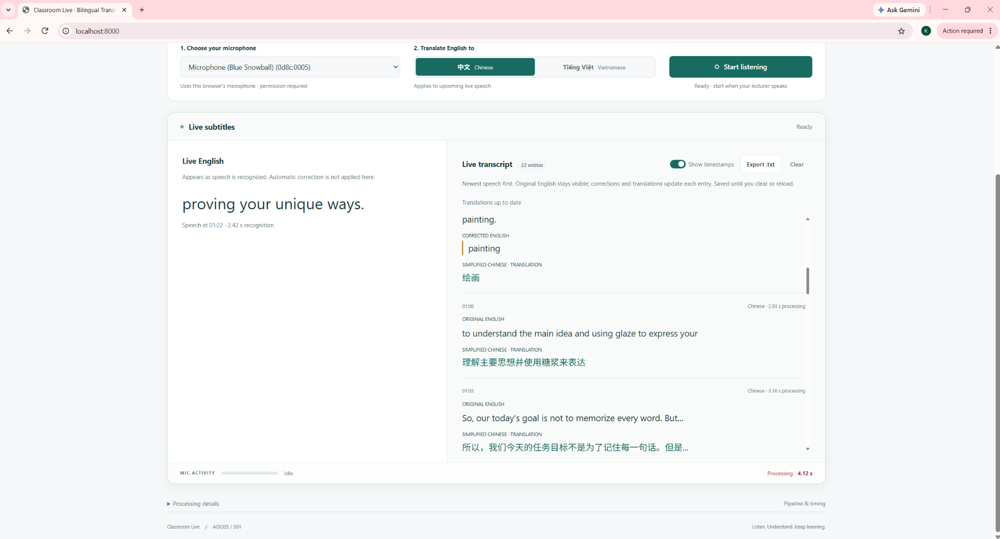 Classroom Live · Bilingual Transl
Ask Gemini
localhost:8000
K
Action required
1. Choose your microphone
2. Translate English to
Microphone (Blue Snowball) (0d8c:0005)
中文 Chinese
Tiếng Việt Vietnamese
Start listening
Uses this browser's microphone · permission required
Applies to upcoming live speech
Ready · start when your lecturer speaks
Live subtitles
Ready
Live English
Appears as speech is recognized. Automatic correction is not applied here.
proving your unique ways.
Speech at 01:22 · 2.42 s recognition
Live transcript
22 entries
Show timestamps
Export .txt
Clear
Newest speech first. Original English stays visible; corrections and translations update each entry. Saved until you clear or reload.
Translations up to date
painting.
CORRECTED ENGLISH
painting
SIMPLIFIED CHINESE · TRANSLATION
绘画
01:08
Chinese · 2.93 s processing
ORIGINAL ENGLISH
to understand the main idea and using glaze to express your
SIMPLIFIED CHINESE · TRANSLATION
理解主要思想并使用糖浆来表达
01:03
Chinese · 3.16 s processing
ORIGINAL ENGLISH
So, our today's goal is not to memorize every word. But...
SIMPLIFIED CHINESE · TRANSLATION
所以，我们今天的任务目标不是为了记住每一句话。但是...
MIC ACTIVITY
Idle
Processing 4.12 s
Processing details
Pipeline & timing
Classroom Live / ADI205 / 501
Listen. Understand. Keep learning.